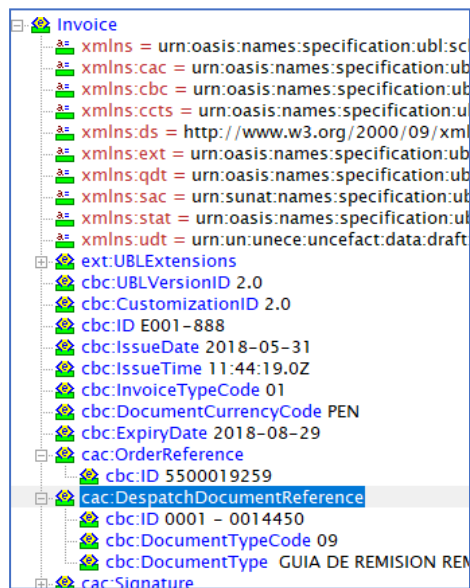 Invoice
xmlns = urn:oasis:names:specification:ubl:scl
xmlns:cac = urn:oasis:names:specification:ub
xmlns:cbc = urn:oasis:names:specification:ub
xmlns:ccts = urn:oasis:names:specification:u
xmlns:ds = http://www.w3.org/2000/09/xml
xmlns:ext = urn:oasis:names:specification:ub
xmlns:qdt = urn:oasis:names:specification:ub
xmlns:sac = urn:sunat:names:specification:ub
xmlns:stat = urn:oasis:names:specification:ub
xmlns:udt = urn:un:unece:uncefact:data:draft:
ext:UBLExtensions
cbc:UBLVersionID 2.0
cbc:CustomizationID 2.0
cbc:ID E001-888
cbc:IssueDate 2018-05-31
cbc:IssueTime 11:44:19.0Z
cbc:InvoiceTypeCode 01
cbc:DocumentCurrencyCode PEN
cbc:ExpiryDate 2018-08-29
cac:OrderReference
cbc:ID 5500019259
cac:DespatchDocumentReference
cbc:ID 0001 - 0014450
cbc:DocumentTypeCode 09
cbc:DocumentType GUIA DE REMISION REM
cac:Signature